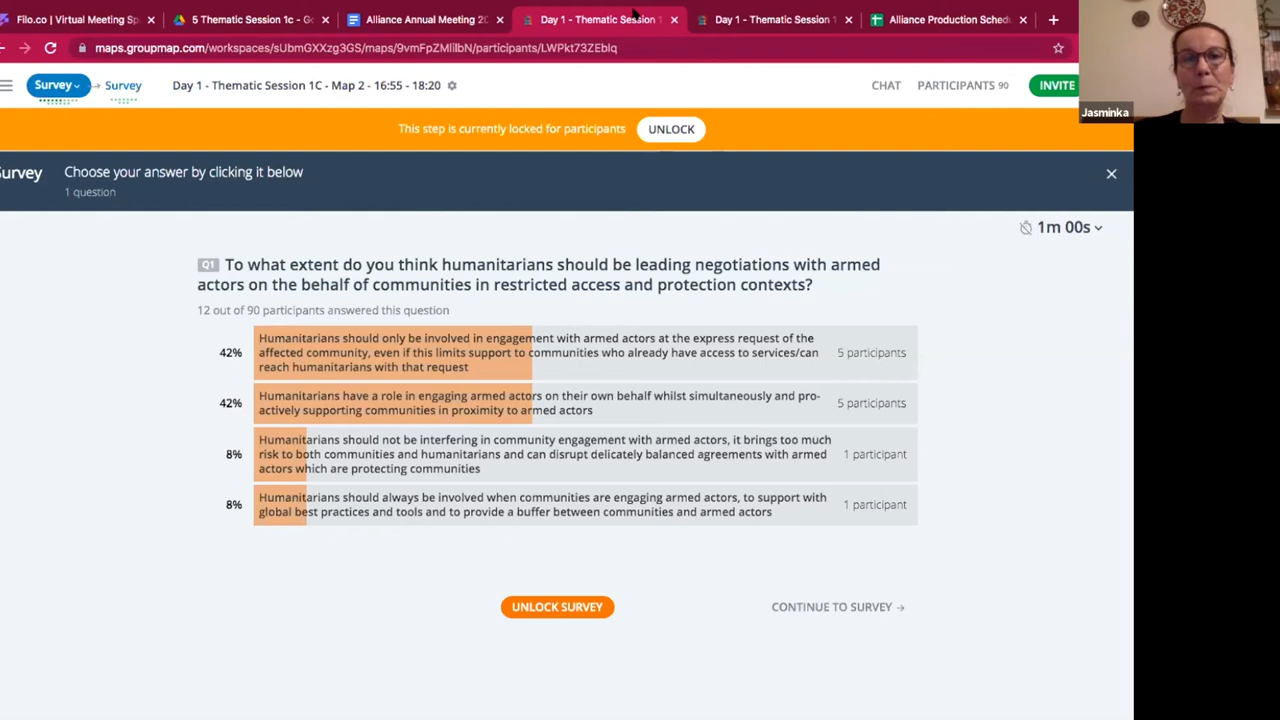 Filo.co | Virtual Meeting Sp
5 Thematic Session 1c - Go
Alliance Annual Meeting 20
Day 1 - Thematic Session 1
Day 1 - Thematic Session 1
Alliance Production Sched
maps.groupmap.com/workspaces/sUbmGXXzg3GS/maps/9vmFpZMlilbN/participants/LWPkt73ZEblq
Survey
Survey
Day 1 - Thematic Session 1C - Map 2 - 16:55 - 18:20
CHAT
PARTICIPANTS 90
INVITE
Jasminka
This step is currently locked for participants
UNLOCK
Survey
Choose your answer by clicking it below
1 question
1m 00s
Q1 To what extent do you think humanitarians should be leading negotiations with armed
actors on the behalf of communities in restricted access and protection contexts?
12 out of 90 participants answered this question
42%
Humanitarians should only be involved in engagement with armed actors at the express request of the
affected community, even if this limits support to communities who already have access to services/can
reach humanitarians with that request
5 participants
42%
Humanitarians have a role in engaging armed actors on their own behalf whilst simultaneously and pro-
actively supporting communities in proximity to armed actors
5 participants
8%
Humanitarians should not be interfering in community engagement with armed actors, it brings too much
risk to both communities and humanitarians and can disrupt delicately balanced agreements with armed
actors which are protecting communities
1 participant
8%
Humanitarians should always be involved when communities are engaging armed actors, to support with
global best practices and tools and to provide a buffer between communities and armed actors
1 participant
UNLOCK SURVEY
CONTINUE TO SURVEY →